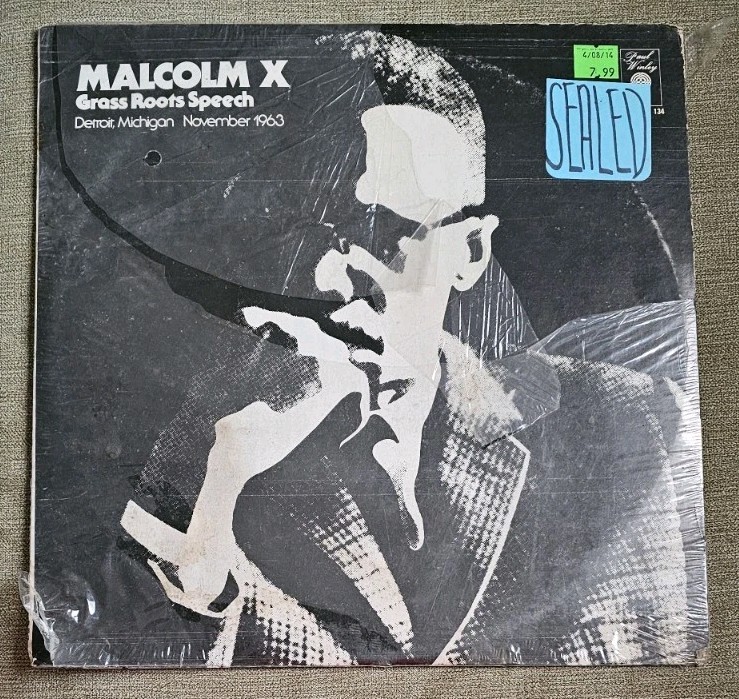 MALCOLM X
Grass Roots Speech
Detroit, Michigan November 1963
4/08/14
7.99
Paul
Winley
134
SEALED